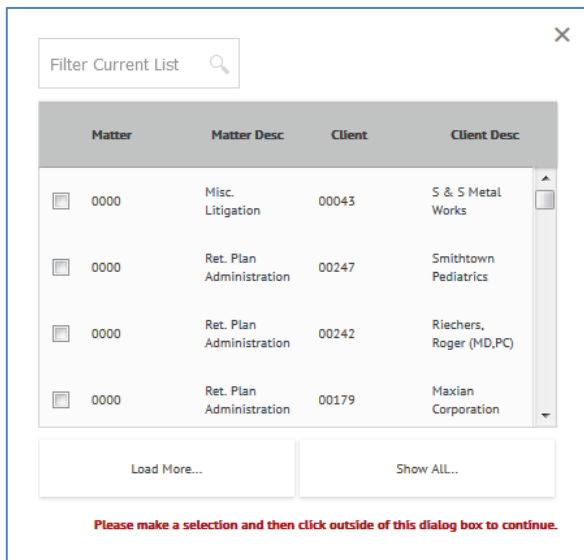 Filter Current List
Matter Matter Desc Client Client Desc
0000 Misc. Litigation 00043 S & S Metal Works
0000 Ret. Plan Administration 00247 Smithtown Pediatrics
0000 Ret. Plan Administration 00242 Riechers, Roger (MD,PC)
0000 Ret. Plan Administration 00179 Maxian Corporation
Load More... Show All...
Please make a selection and then click outside of this dialog box to continue.